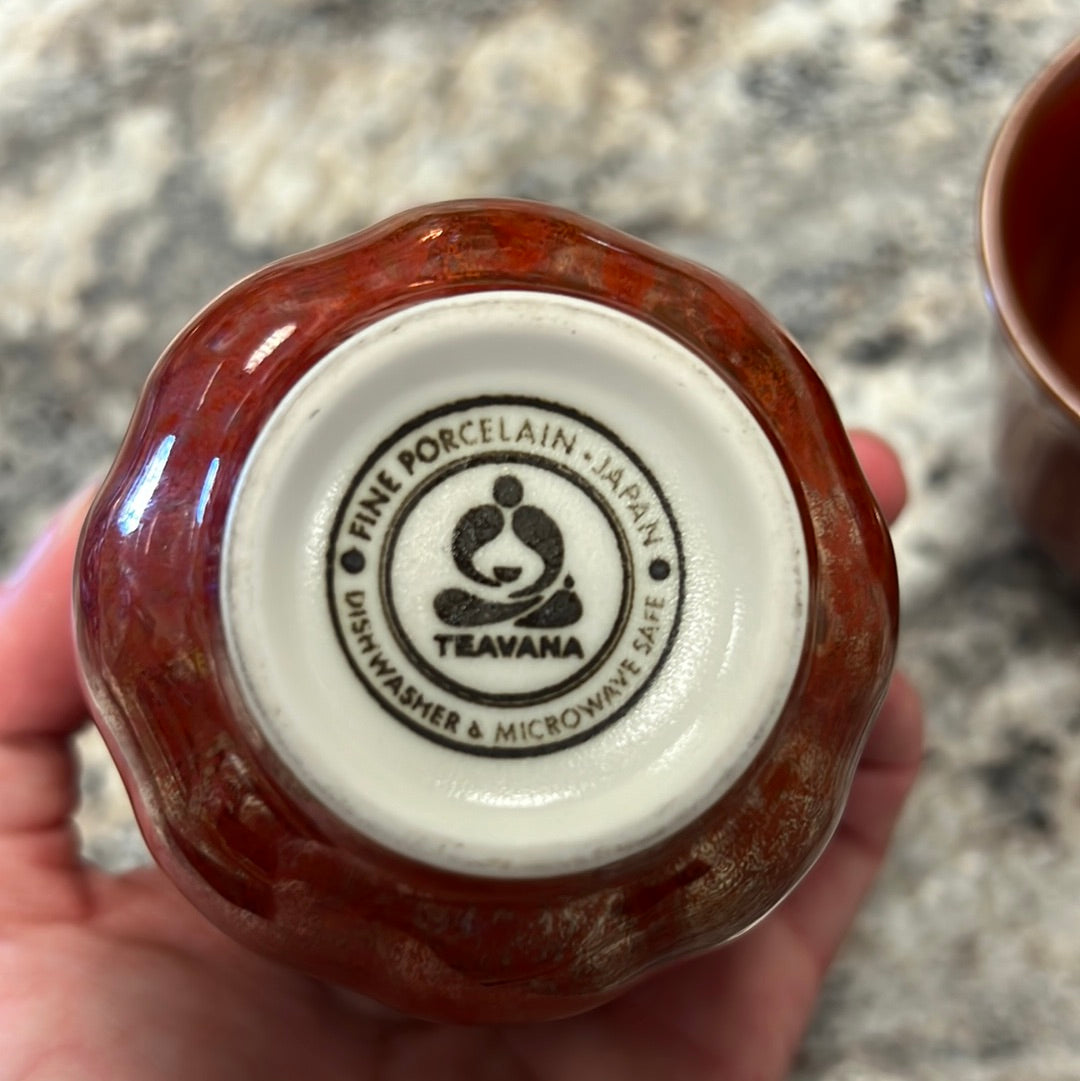 FINE PORCELAIN • JAPAN
TEAVANA
DISHWASHER & MICROWAVE SAFE